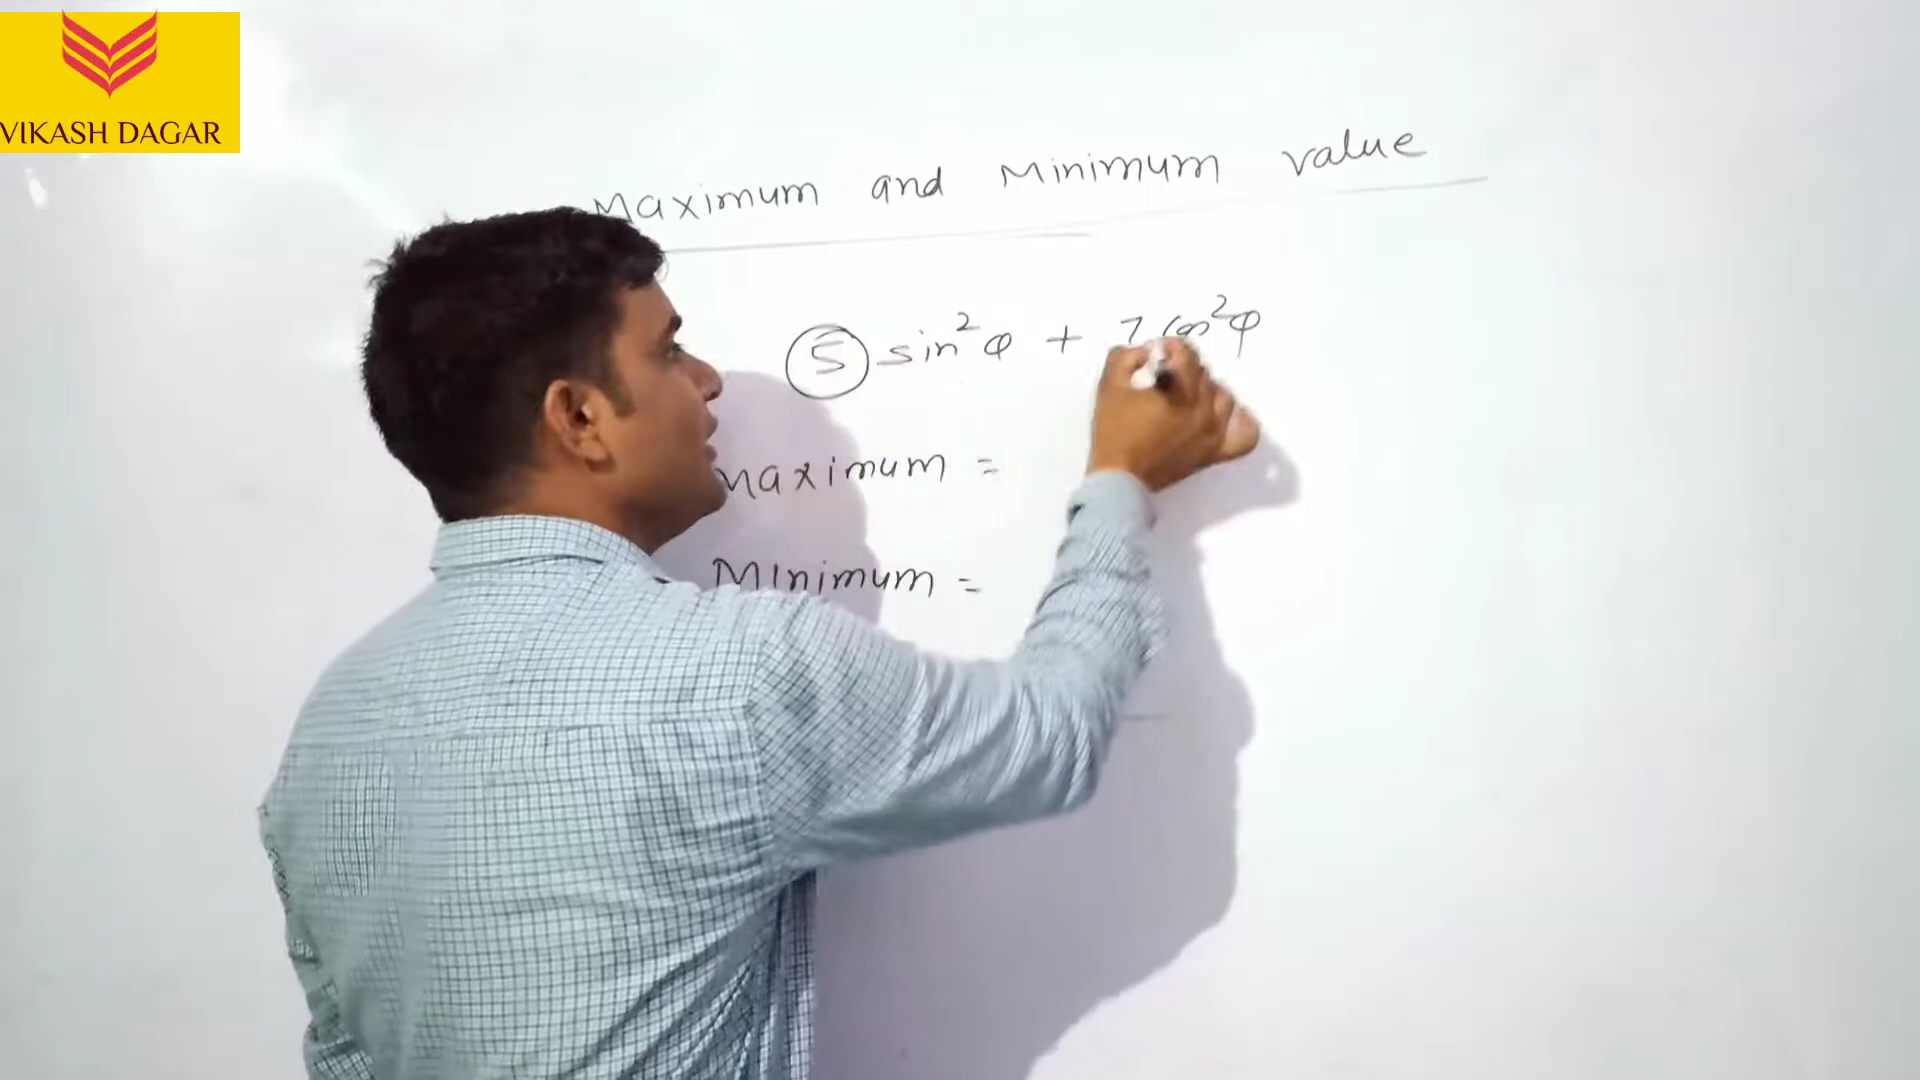 VIKASH DAGAR
Maximum and Minimum value
5 sin²φ + 7 cos²φ
Maximum =
Minimum =